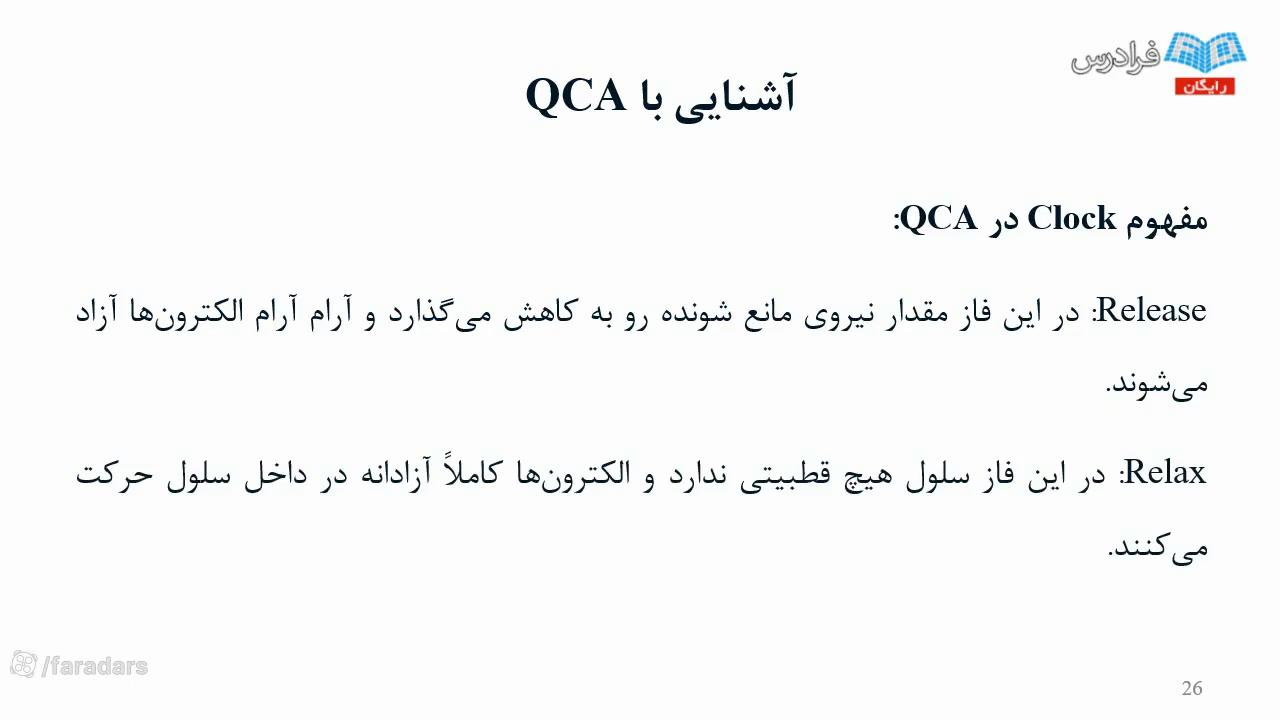 فرادرس
رایگان
آشنایی با QCA
مفهوم Clock در QCA:
Release: در این فاز مقدار نیروی مانع شونده رو به کاهش می‌گذارد و آرام آرام الکترون‌ها آزاد
می‌شوند.
Relax: در این فاز سلول هیچ قطبیتی ندارد و الکترون‌ها کاملاً آزادانه در داخل سلول حرکت
می‌کنند.
/faradars
26